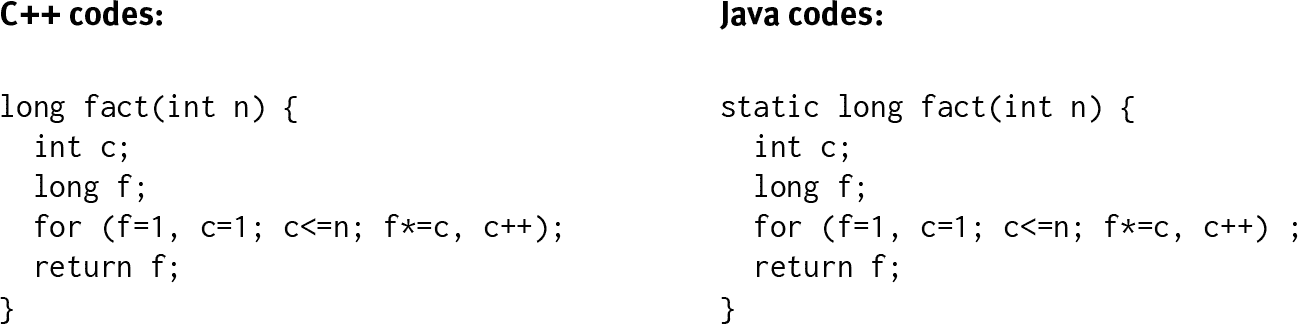 C++ codes:
long fact(int n) {
  int c;
  long f;
  for (f=1, c=1; c<=n; f*=c, c++);
  return f;
}
Java codes:
static long fact(int n) {
  int c;
  long f;
  for (f=1, c=1; c<=n; f*=c, c++) ;
  return f;
}